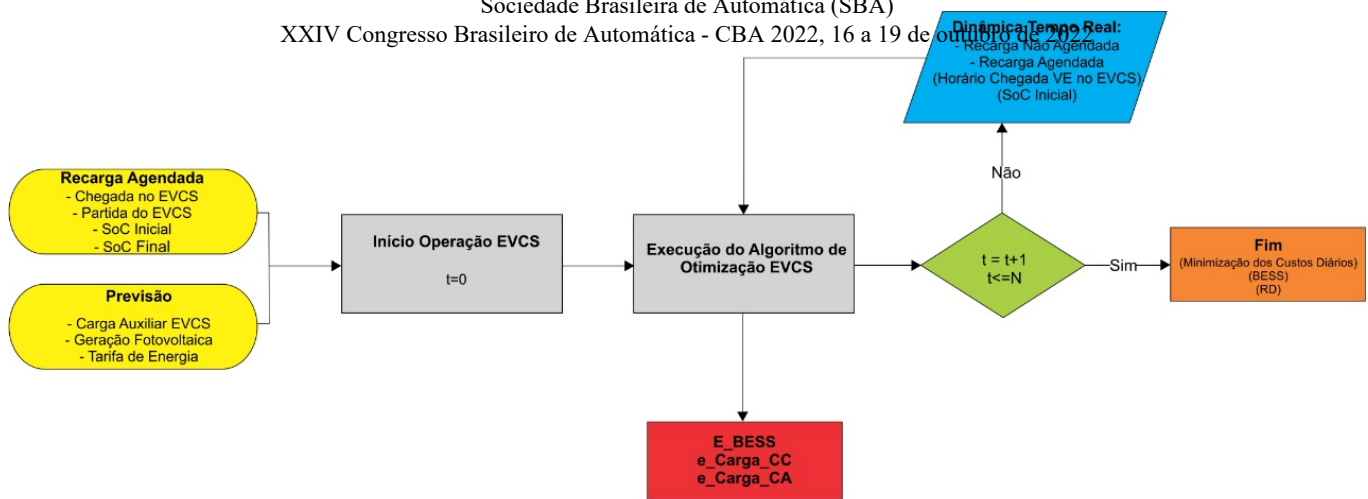 Sociedade Brasileira de Automática (SBA)
XXIV Congresso Brasileiro de Automática - CBA 2022, 16 a 19 de outubro de 2022
Dinâmica Tempo Real:
- Recarga Não Agendada
- Recarga Agendada
(Horário Chegada VE no EVCS)
(SoC Inicial)
Não
Recarga Agendada
- Chegada no EVCS
- Partida do EVCS
- SoC Inicial
- SoC Final
Previsão
- Carga Auxiliar EVCS
- Geração Fotovoltaica
- Tarifa de Energia
Início Operação EVCS
t=0
Execução do Algoritmo de
Otimização EVCS
t = t+1
t<=N
Sim
Fim
(Minimização dos Custos Diários)
(BESS)
(RD)
E_BESS
e_Carga_CC
e_Carga_CA